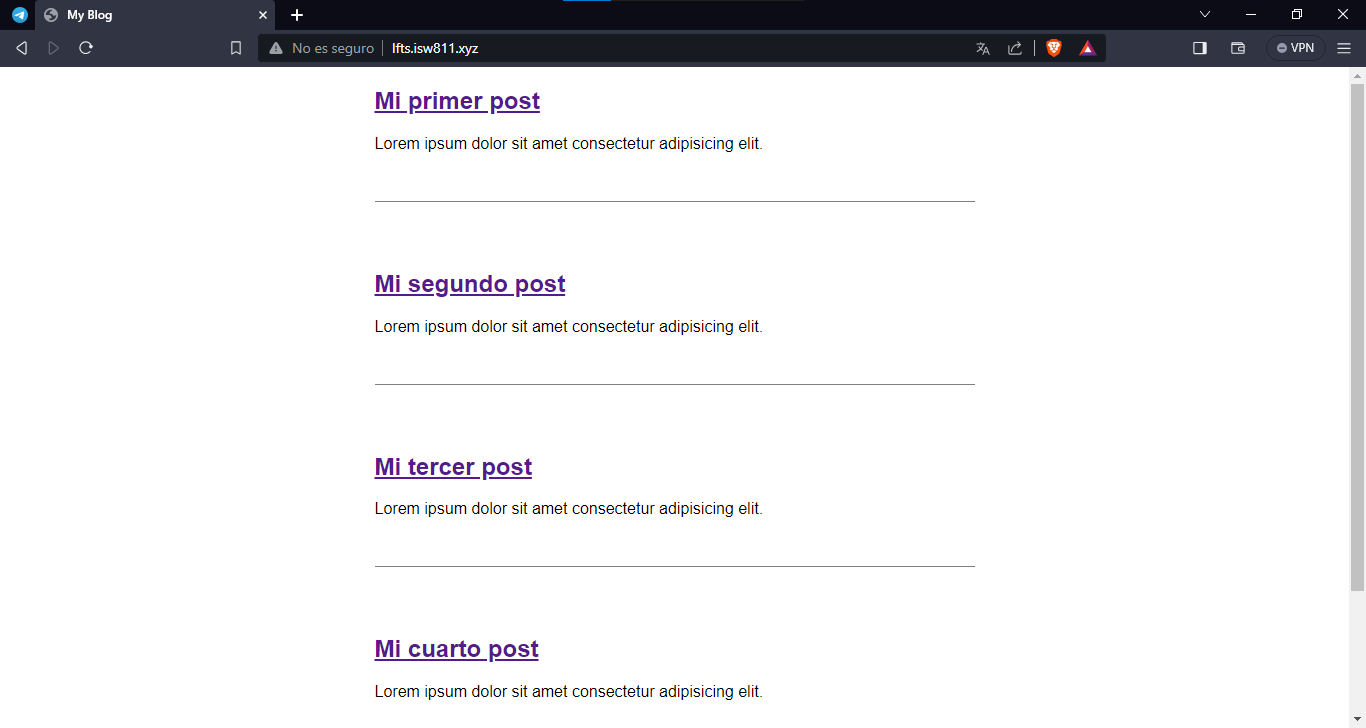 My Blog
No es seguro
lfts.isw811.xyz
VPN
Mi primer post
Lorem ipsum dolor sit amet consectetur adipisicing elit.
Mi segundo post
Lorem ipsum dolor sit amet consectetur adipisicing elit.
Mi tercer post
Lorem ipsum dolor sit amet consectetur adipisicing elit.
Mi cuarto post
Lorem ipsum dolor sit amet consectetur adipisicing elit.